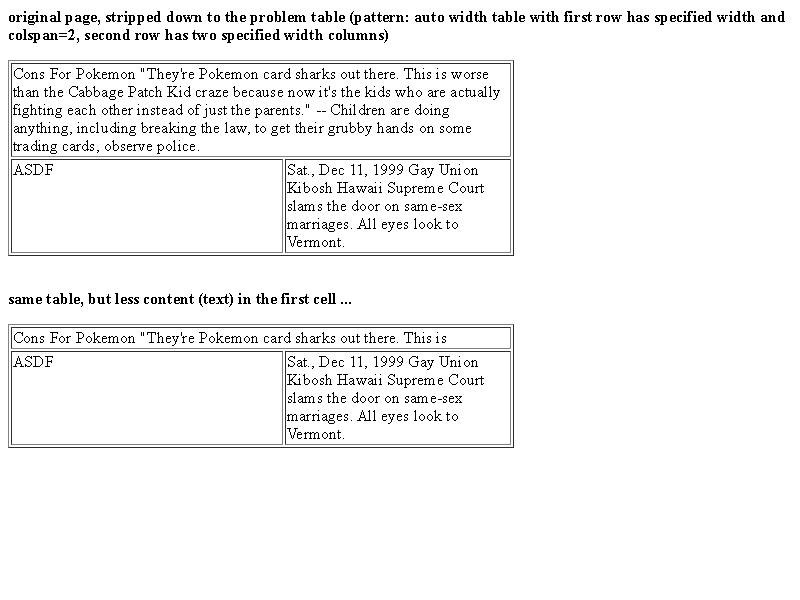 original page, stripped down to the problem table (pattern: auto width table with first row has specified width and
colspan=2, second row has two specified width columns)
Cons For Pokemon "They're Pokemon card sharks out there. This is worse
than the Cabbage Patch Kid craze because now it's the kids who are actually
fighting each other instead of just the parents." -- Children are doing
anything, including breaking the law, to get their grubby hands on some
trading cards, observe police.
ASDF
Sat., Dec 11, 1999 Gay Union
Kibosh Hawaii Supreme Court
slams the door on same-sex
marriages. All eyes look to
Vermont.
same table, but less content (text) in the first cell ...
Cons For Pokemon "They're Pokemon card sharks out there. This is
ASDF
Sat., Dec 11, 1999 Gay Union
Kibosh Hawaii Supreme Court
slams the door on same-sex
marriages. All eyes look to
Vermont.